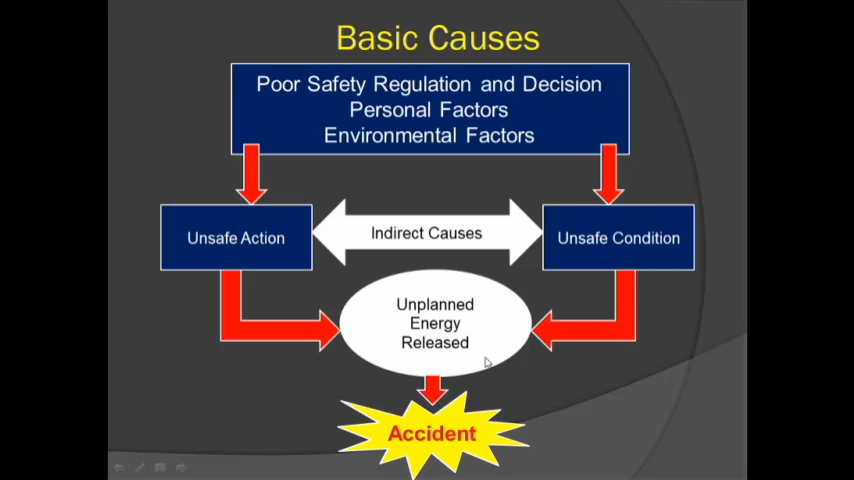 Basic Causes
Poor Safety Regulation and Decision
Personal Factors
Environmental Factors
Unsafe Action
Indirect Causes
Unsafe Condition
Unplanned
Energy
Released
Accident